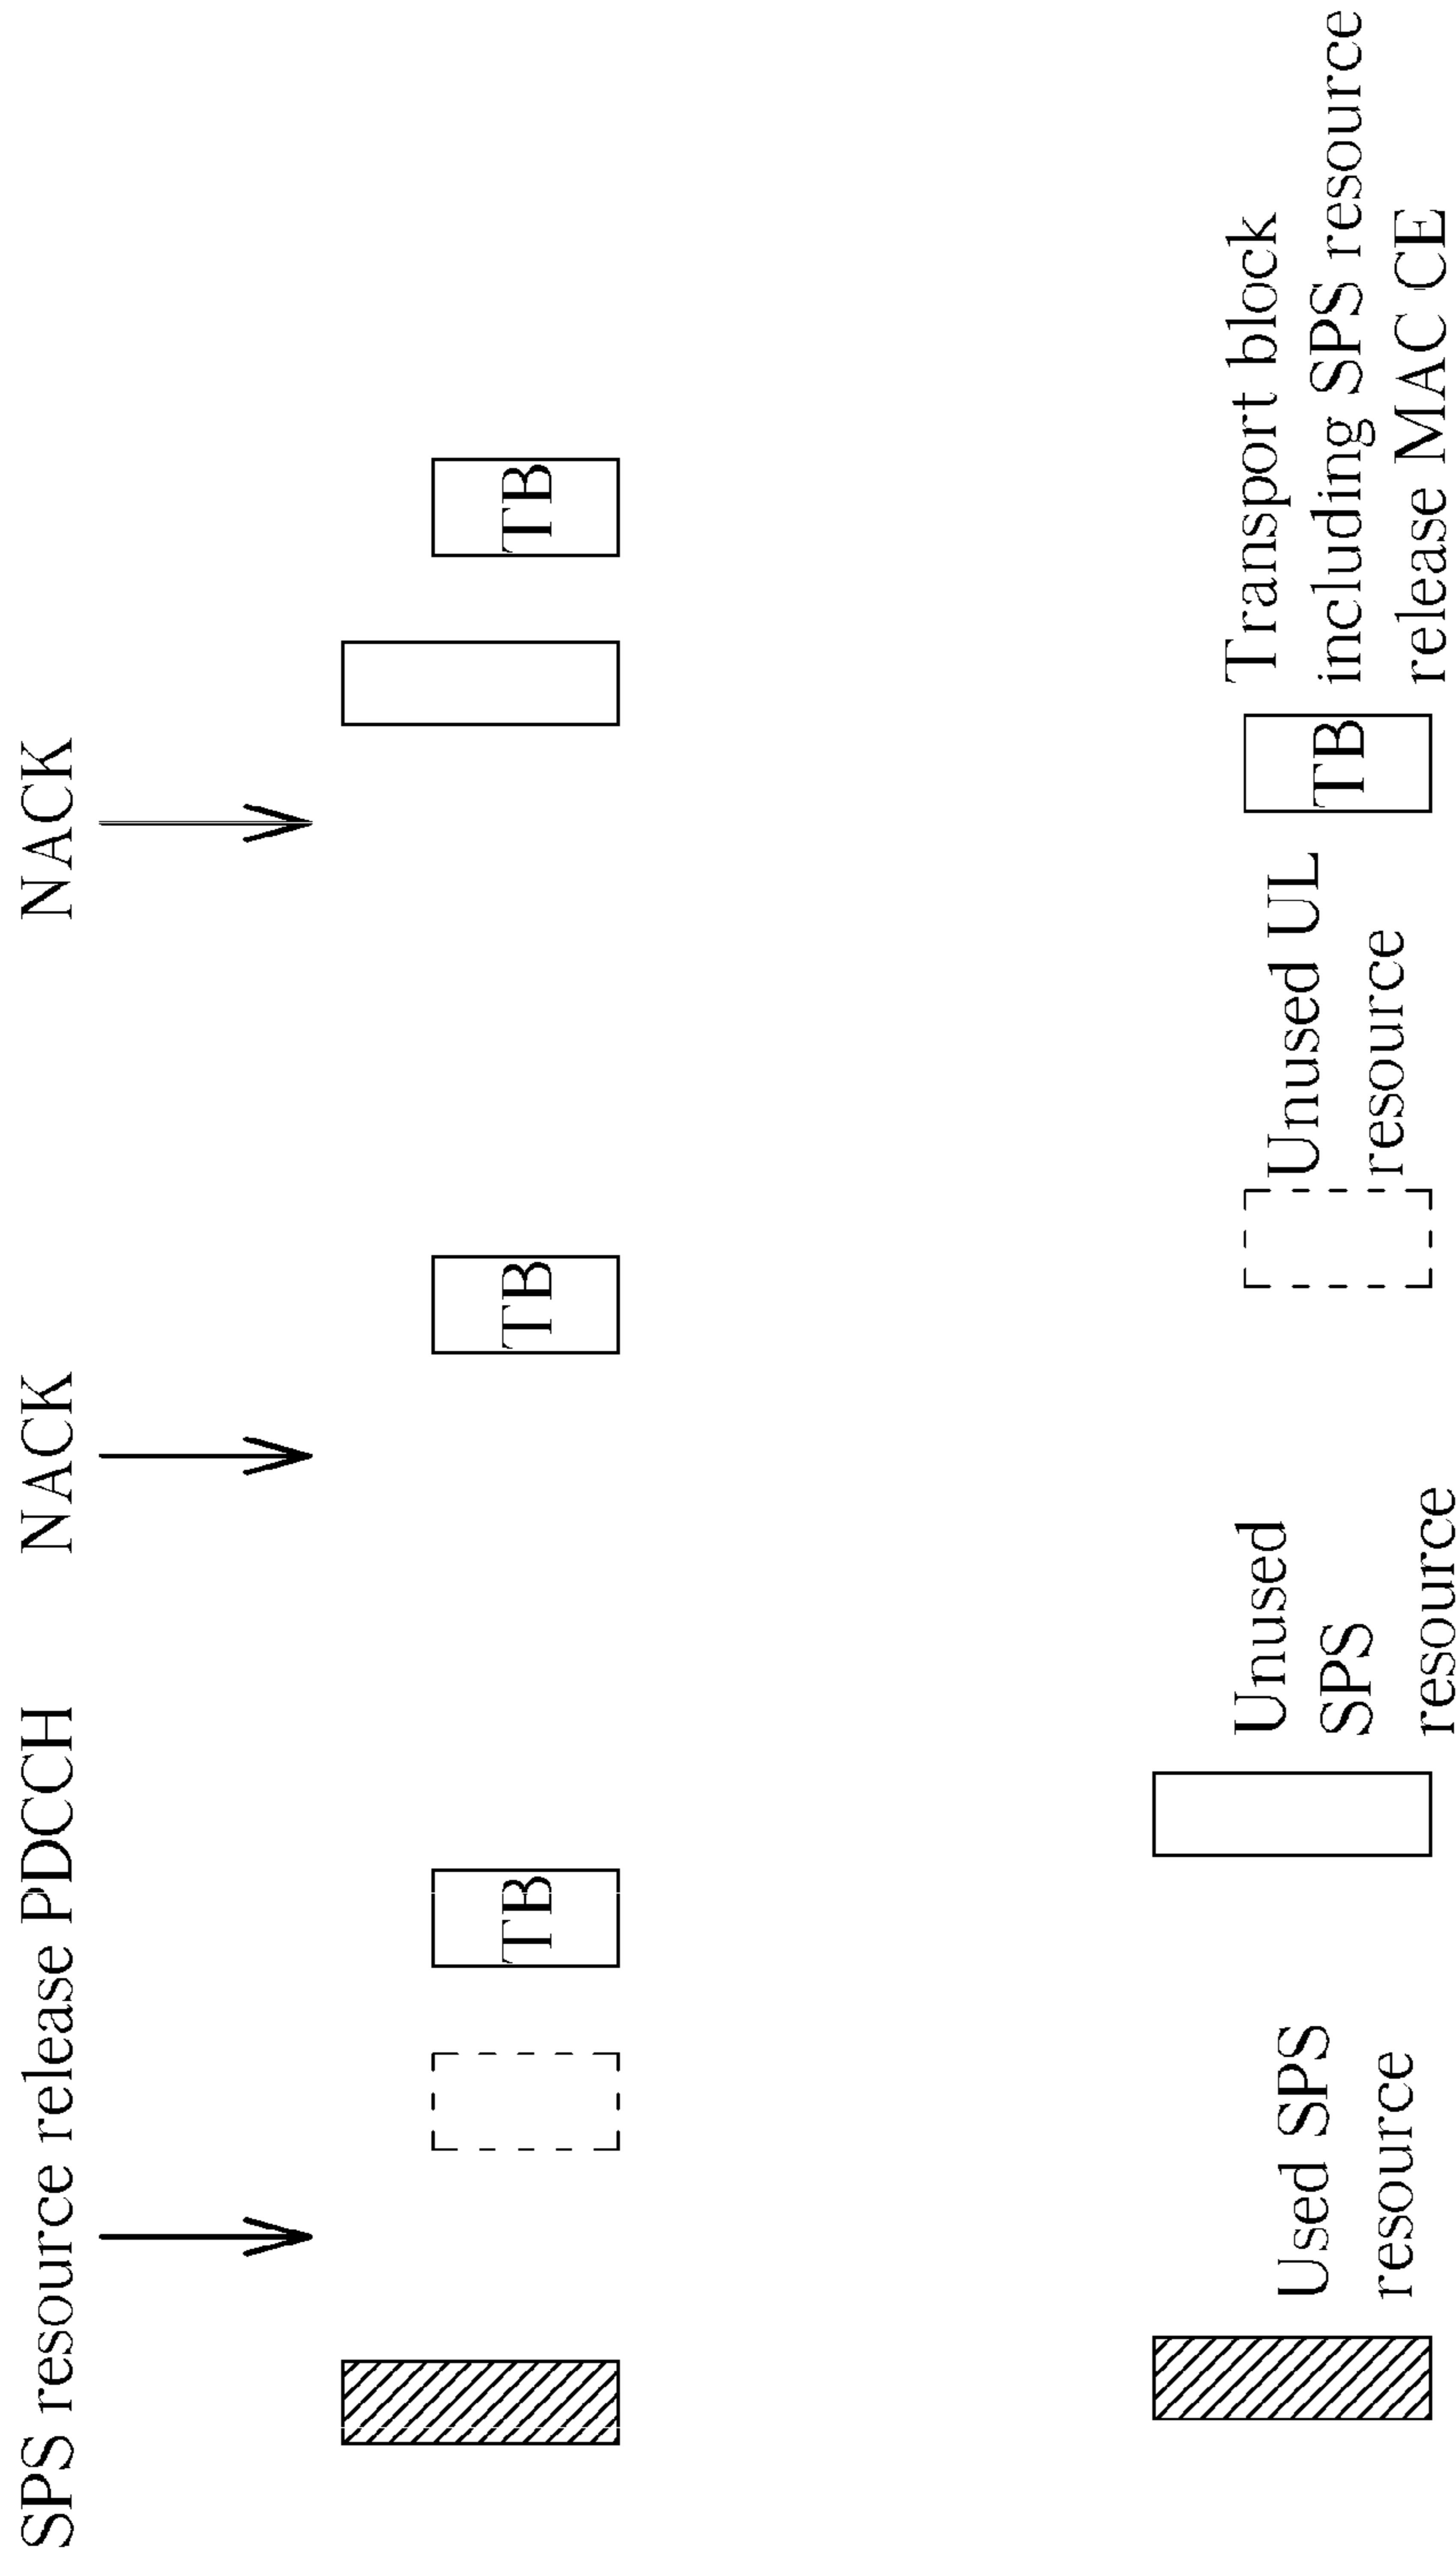 SPS resource release PDCCH
NACK
NACK
TB
TB
TB
Used SPS
resource
Unused
SPS
resource
Unused UL
resource
TB
Transport block
including SPS resource
release MAC CE